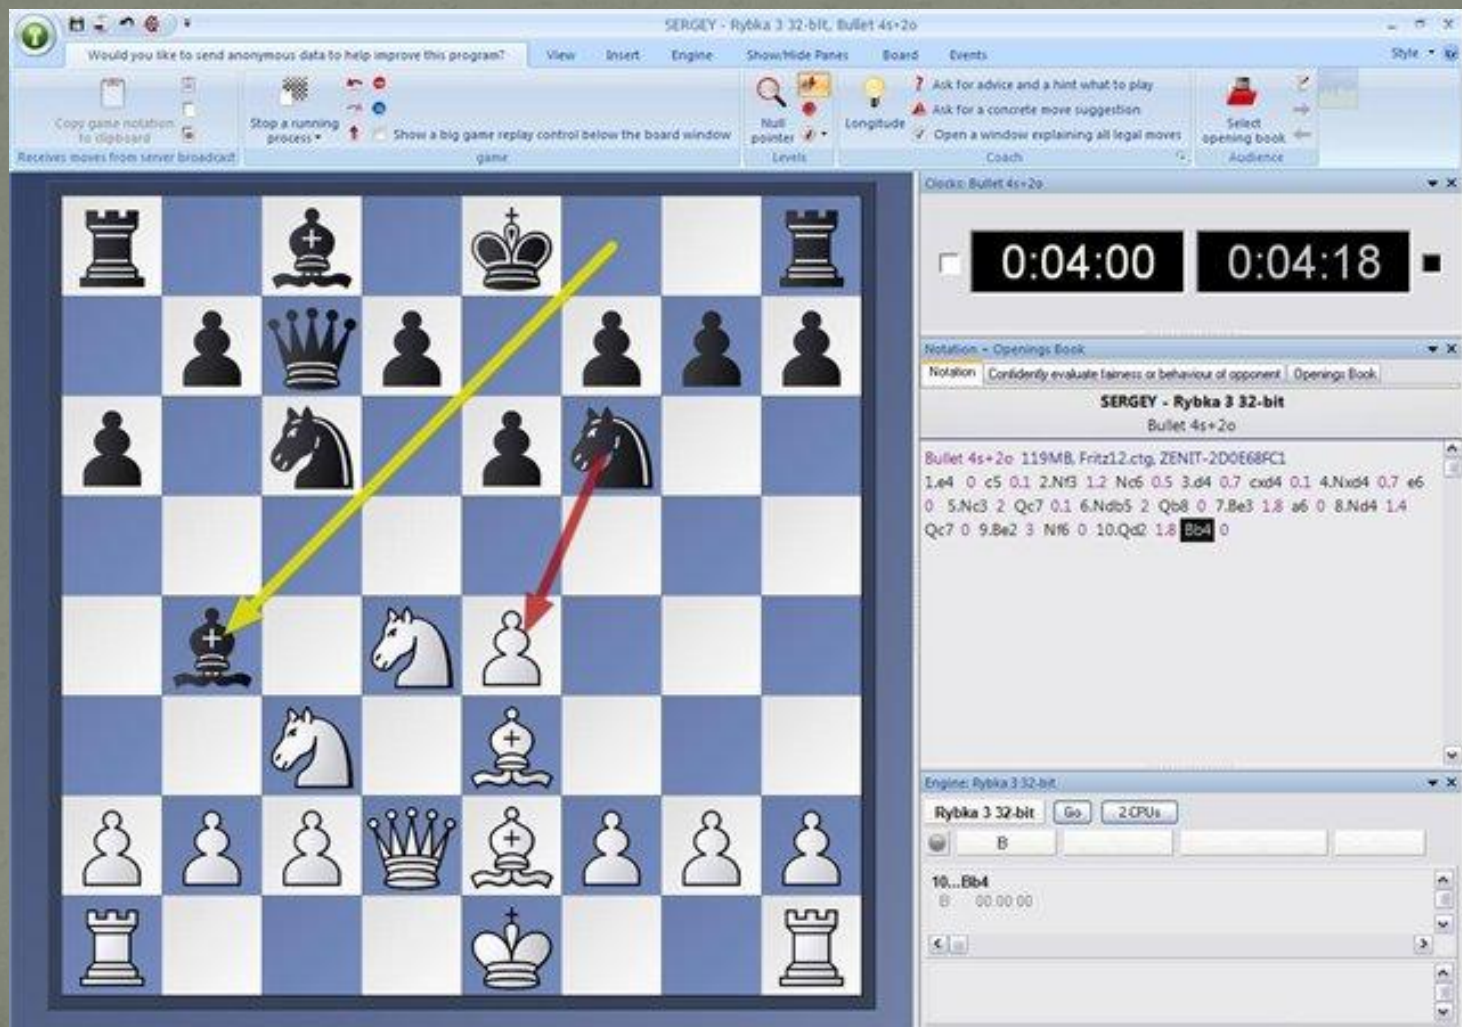 SERGEY - Rybka 3 32-bit, Bullet 4s+2o
Would you like to send anonymous data to help improve this program?
View
Insert
Engine
Show/Hide Panes
Board
Events
Style
Copy game notation
to clipboard
Receives moves from server broadcast
Stop a running
process
Show a big game replay control below the board window
game
Null
pointer
Levels
Longitude
Ask for advice and a hint what to play
Ask for a concrete move suggestion
Open a window explaining all legal moves
Coach
Select
opening book
Audience
Clocks: Bullet 4s+2o
0:04:00
0:04:18
Notation - Openings Book
Notation
Confidently evaluate fairness or behaviour of opponent
Openings Book
SERGEY - Rybka 3 32-bit
Bullet 4s+2o
Bullet 4s+2o 119MB, Fritz12.ctg, ZENIT-2D0E68FC1
1.e4 0 c5 0.1 2.Nf3 1.2 Nc6 0.5 3.d4 0.7 cxd4 0.1 4.Nxd4 0.7 e6
0 5.Nc3 2 Qc7 0.1 6.Ndb5 2 Qb8 0 7.Be3 1.8 a6 0 8.Nd4 1.4
Qc7 0 9.Be2 3 Nf6 0 10.Qd2 1.8 Bb4 0
Engine: Rybka 3 32-bit
Rybka 3 32-bit
Go
2 CPUs
B
10...Bb4
B 00.00 00